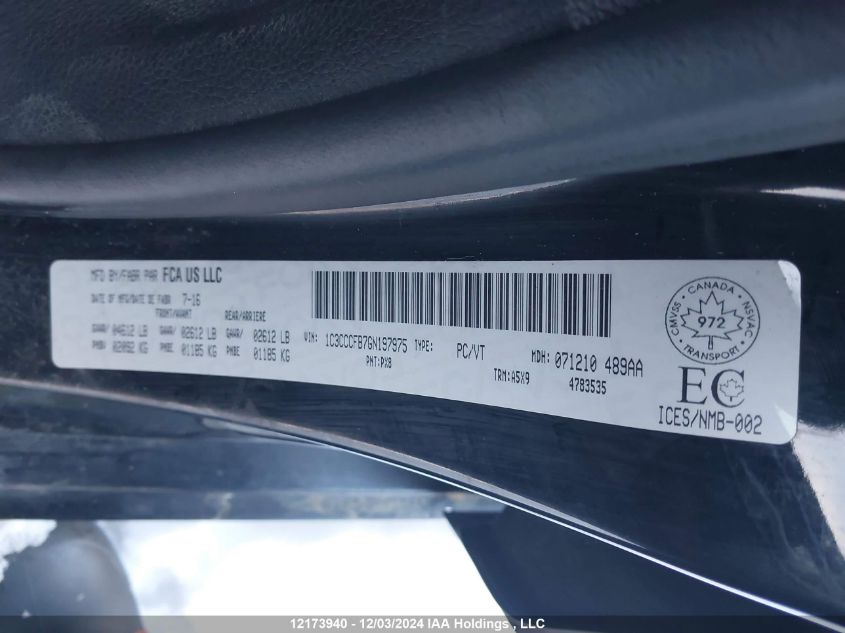 MFD BY/FABR PAR FCA US LLC
DATE OF MFG/DATE DE FABR 7-16
FRONT/AVANT REAR/ARRIERE
GVWR/ 04612 LB GAWR/ 02612 LB GAWR/ 02612 LB
PNBV 02092 KG PNBE 01185 KG PNBE 01185 KG
VIN: 1C3CCCFB7GN197975 TYPE: PC/VT MDH: 071210 489AA
PNT:PX8 TRM:A5X9 4783535
CMVSS CANADA NSVAC
972
TRANSPORT
EC
ICES/NMB-002
12173940 - 12/03/2024 IAA Holdings , LLC